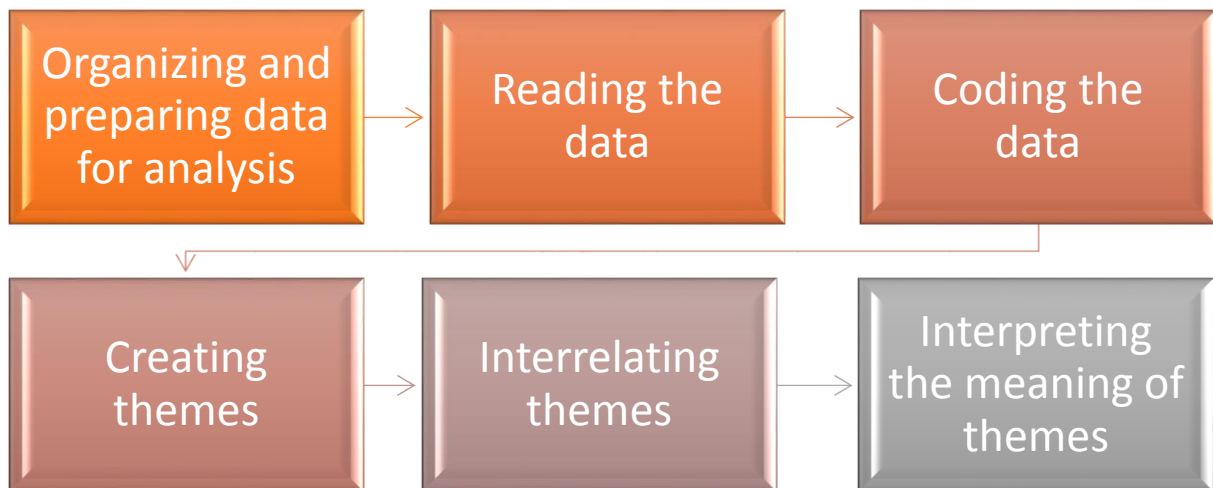 Organizing and
preparing data
for analysis
Reading the
data
Coding the
data
Creating
themes
Interrelating
themes
Interpreting
the meaning of
themes